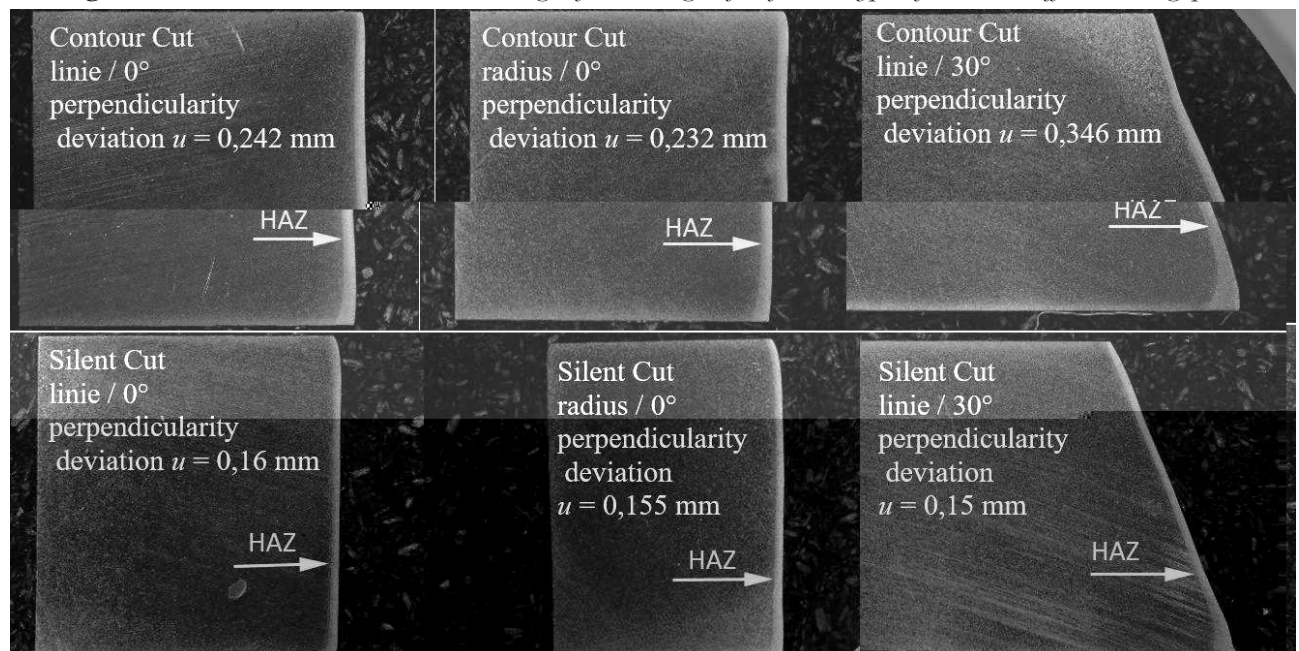 Contour Cut
linie / 0°
perpendicularity
deviation u = 0,242 mm
HAZ
Contour Cut
radius / 0°
perpendicularity
deviation u = 0,232 mm
HAZ
Contour Cut
linie / 30°
perpendicularity
deviation u = 0,346 mm
HAZ
Silent Cut
linie / 0°
perpendicularity
deviation u = 0,16 mm
HAZ
Silent Cut
radius / 0°
perpendicularity
deviation
u = 0,155 mm
HAZ
Silent Cut
linie / 30°
perpendicularity
deviation
u = 0,15 mm
HAZ